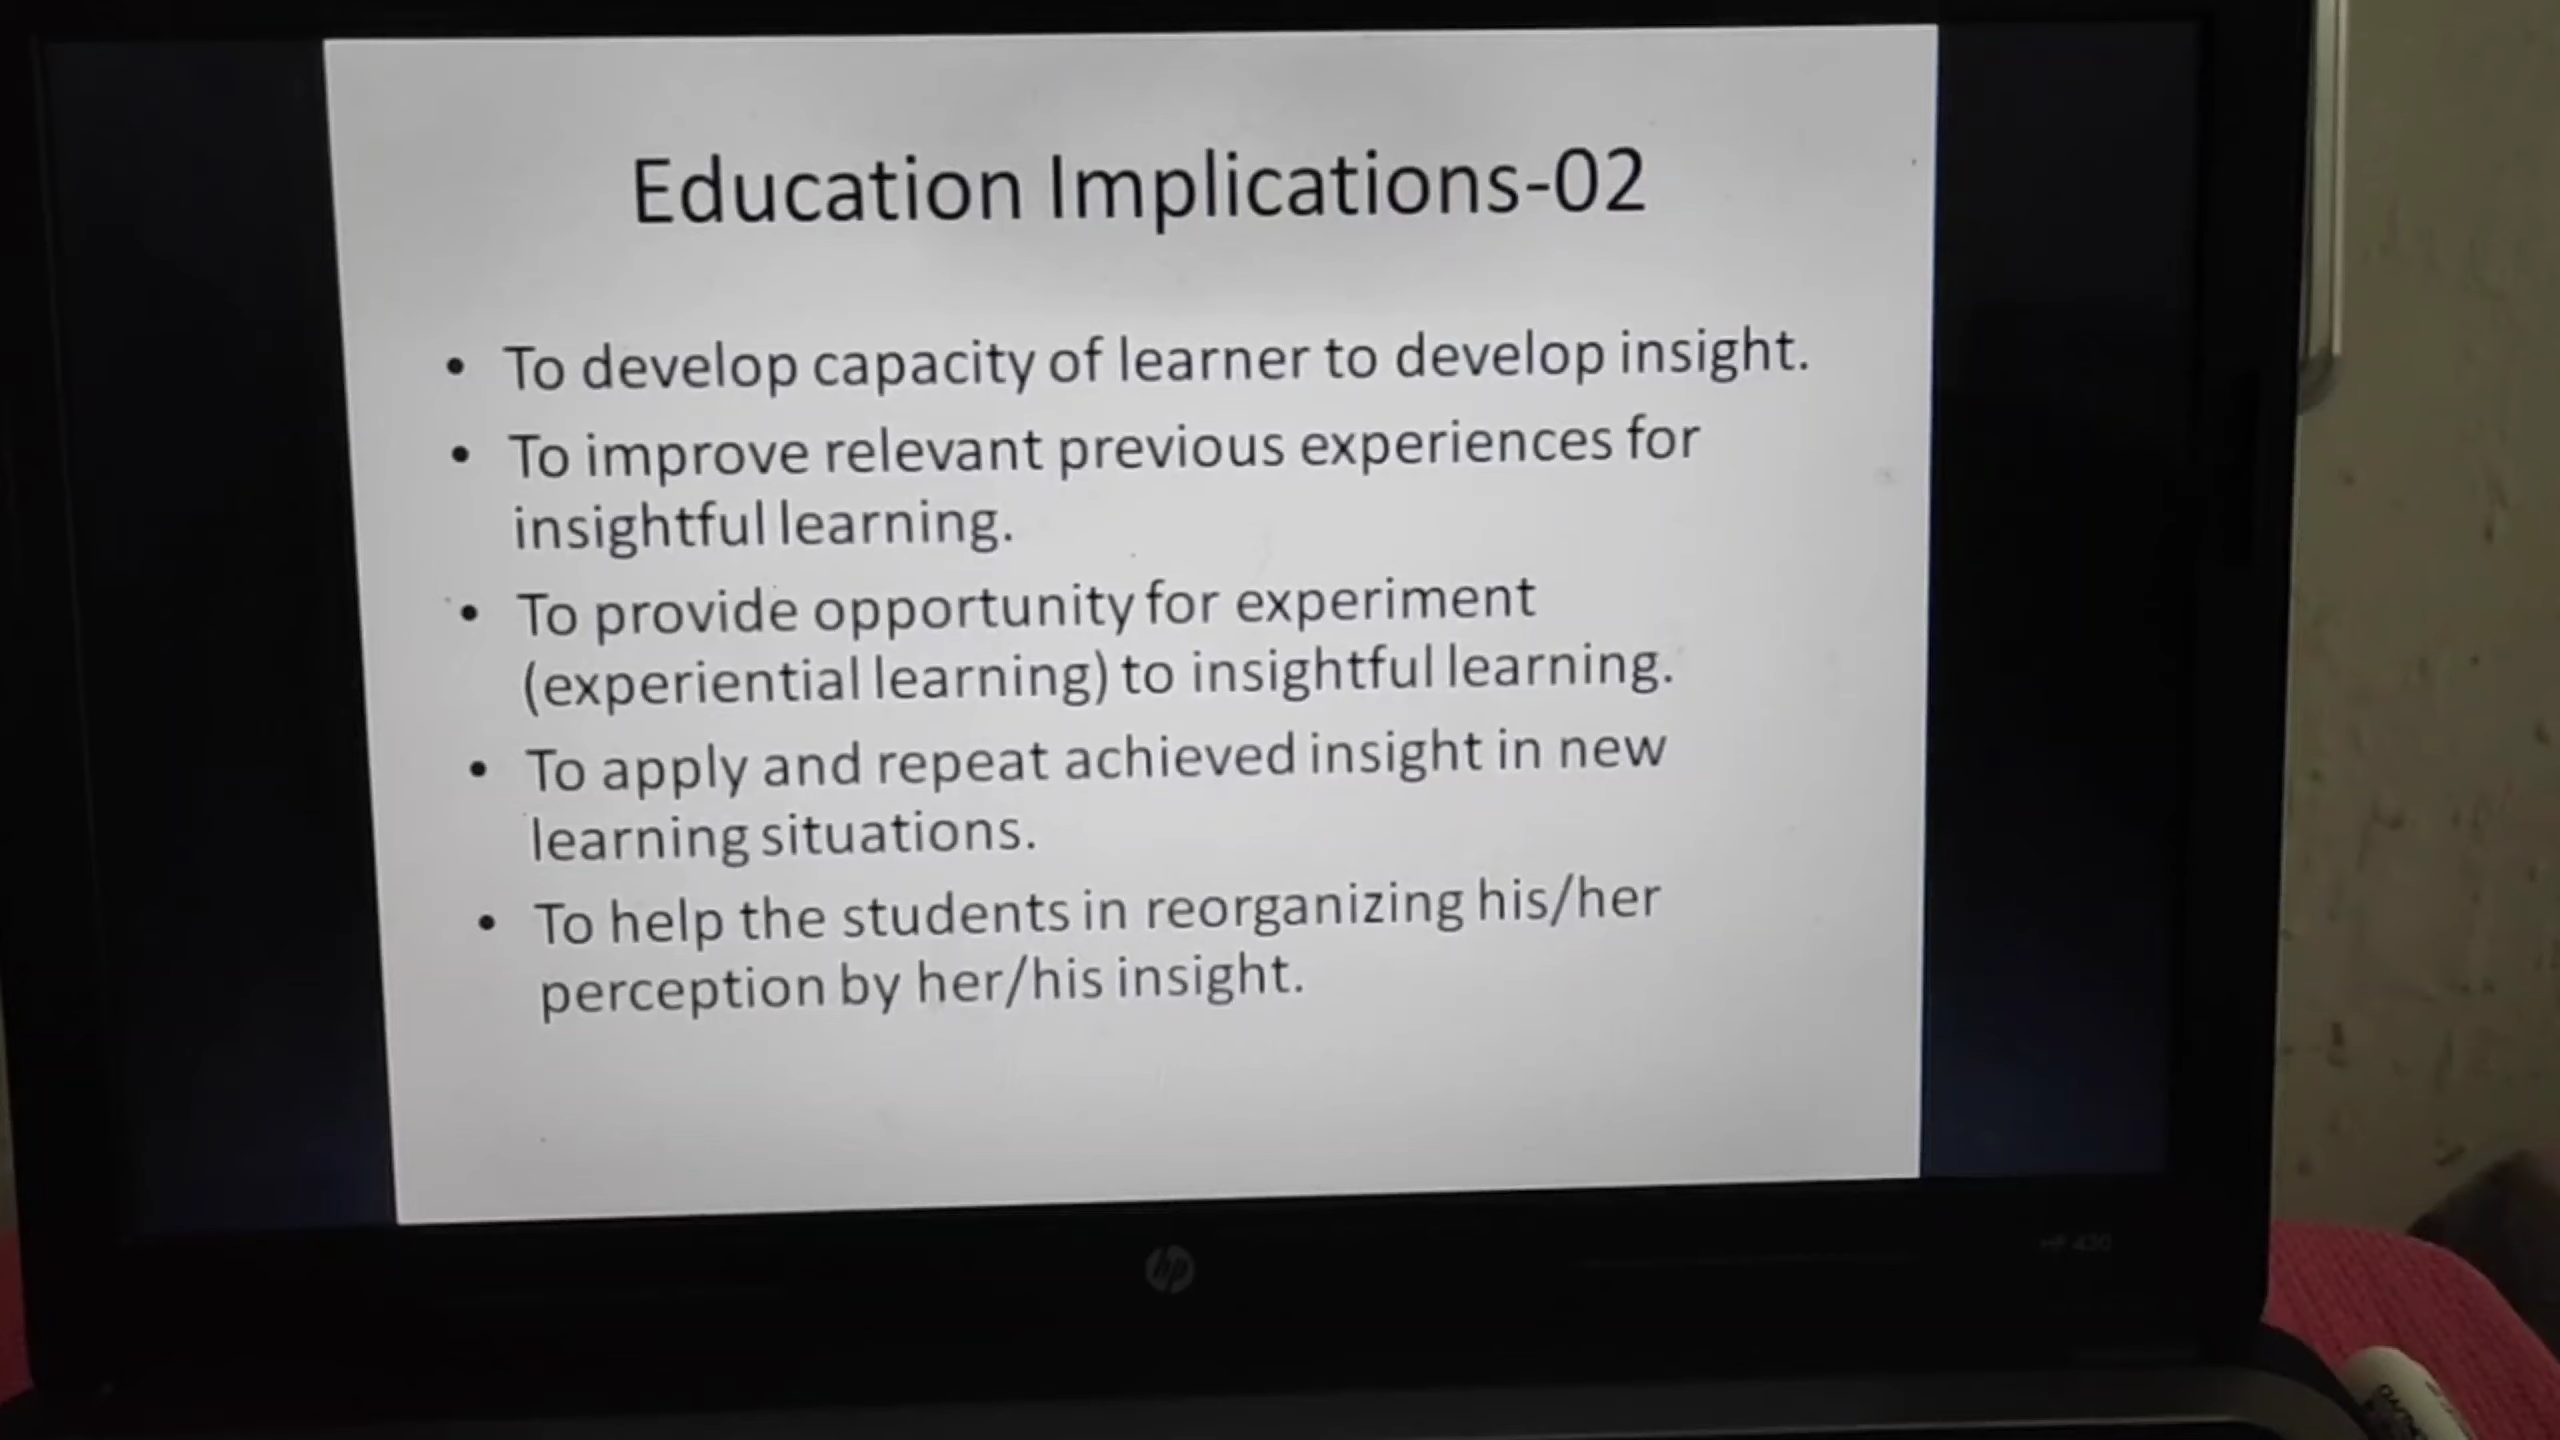 Education Implications-02
• To develop capacity of learner to develop insight.
• To improve relevant previous experiences for
insightful learning.
• To provide opportunity for experiment
(experiential learning) to insightful learning.
• To apply and repeat achieved insight in new
learning situations.
• To help the students in reorganizing his/her
perception by her/his insight.
hp
430